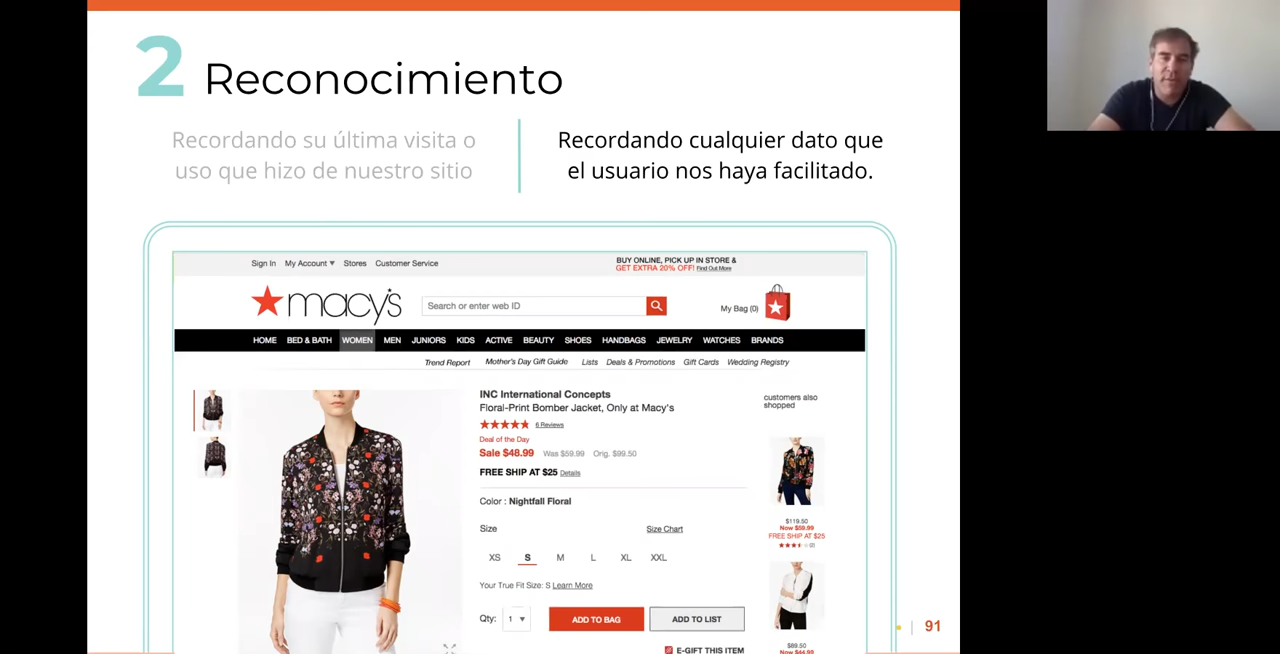 2 Reconocimiento
Recordando su última visita o
uso que hizo de nuestro sitio
Recordando cualquier dato que
el usuario nos haya facilitado.
Sign In My Account ▼ Stores Customer Service
BUY ONLINE, PICK UP IN STORE &
GET EXTRA 20% OFF! Find Out More
macy's
Search or enter web ID
My Bag (0)
HOME BED & BATH WOMEN MEN JUNIORS KIDS ACTIVE BEAUTY SHOES HANDBAGS JEWELRY WATCHES BRANDS
Trend Report Mother's Day Gift Guide Lists Deals & Promotions Gift Cards Wedding Registry
INC International Concepts
Floral-Print Bomber Jacket, Only at Macy's
6 Reviews
Deal of the Day
Sale $48.99 Was $59.99 Orig. $99.50
FREE SHIP AT $25 Details
Color : Nightfall Floral
Size Size Chart
XS S M L XL XXL
Your True Fit Size: S Learn More
Qty: 1 ▼ ADD TO BAG ADD TO LIST
E-GIFT THIS ITEM
customers also
shopped
$119.50
Now $59.99
FREE SHIP AT $25
(2)
$89.50
Now $44.99
91